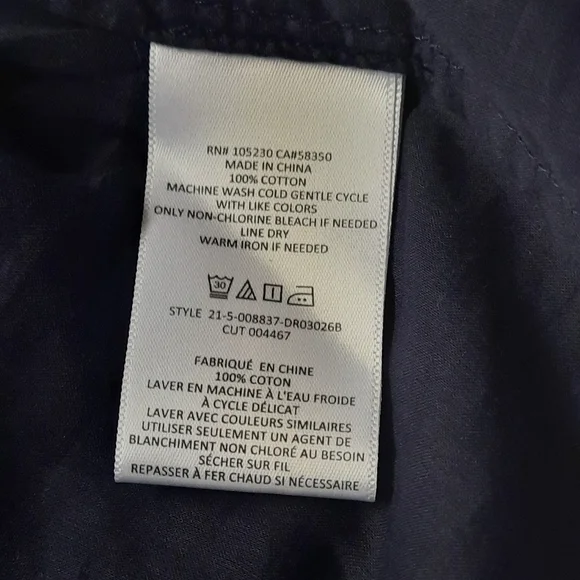 RN# 105230 CA#58350
MADE IN CHINA
100% COTTON
MACHINE WASH COLD GENTLE CYCLE
WITH LIKE COLORS
ONLY NON-CHLORINE BLEACH IF NEEDED
LINE DRY
WARM IRON IF NEEDED
30
STYLE 21-5-008837-DR03026B
CUT 004467
FABRIQUÉ EN CHINE
100% COTON
LAVER EN MACHINE À L'EAU FROIDE
À CYCLE DÉLICAT
LAVER AVEC COULEURS SIMILAIRES
UTILISER SEULEMENT UN AGENT DE
BLANCHIMENT NON CHLORÉ AU BESOIN
SÉCHER SUR FIL
REPASSER À FER CHAUD SI NÉCESSAIRE